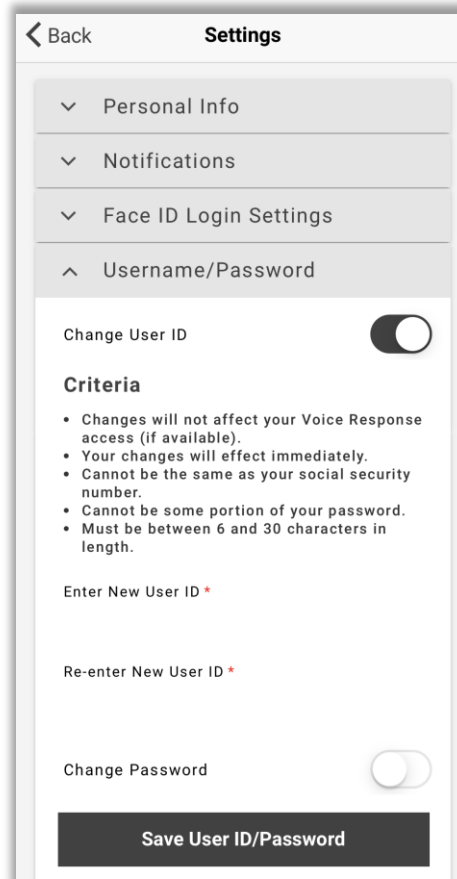 Back Settings
Personal Info
Notifications
Face ID Login Settings
Username/Password
Change User ID
Criteria
• Changes will not affect your Voice Response
access (if available).
• Your changes will effect immediately.
• Cannot be the same as your social security
number.
• Cannot be some portion of your password.
• Must be between 6 and 30 characters in
length.
Enter New User ID *
Re-enter New User ID *
Change Password
Save User ID/Password